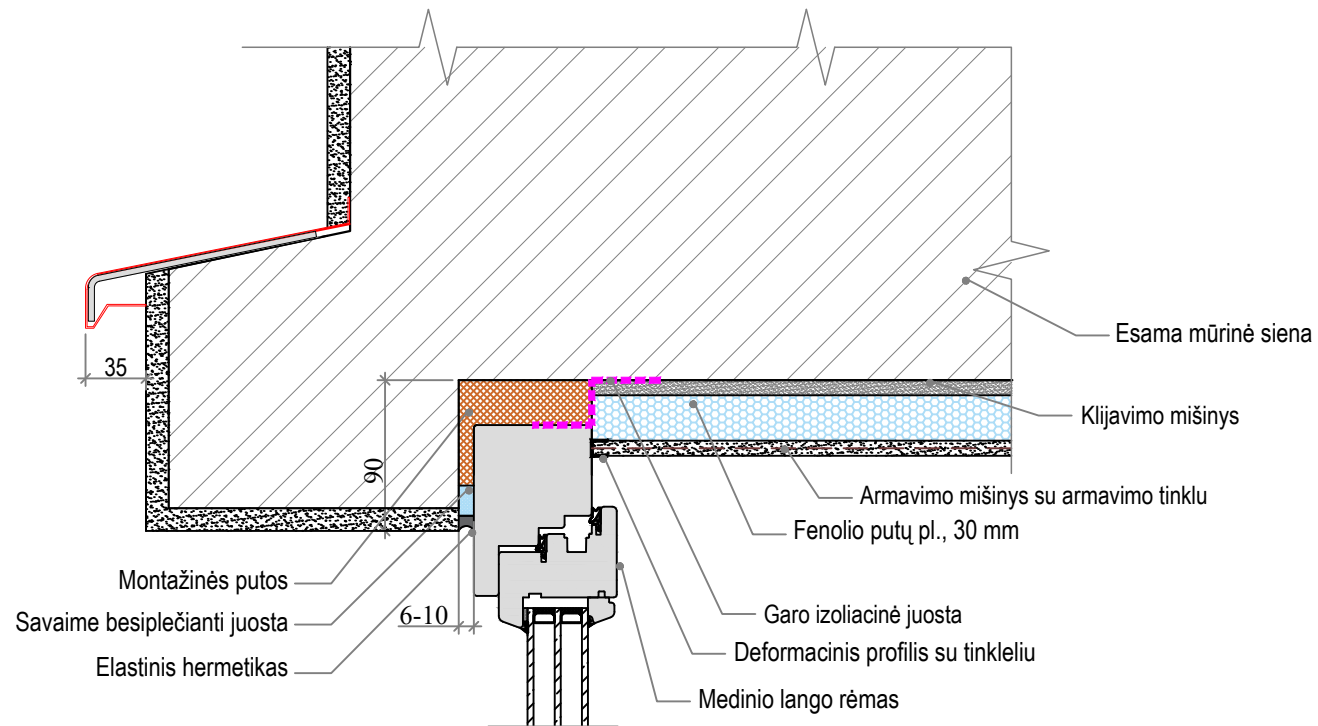 Esama mūrinė siena
35
Klijavimo mišinys
90
Armavimo mišinys su armavimo tinklu
Fenolio putų pl., 30 mm
Montažinės putos
Savaime besiplečianti juosta
6-10
Garo izoliacinė juosta
Elastinis hermetikas
Deformacinis profilis su tinkleliu
Medinio lango rėmas